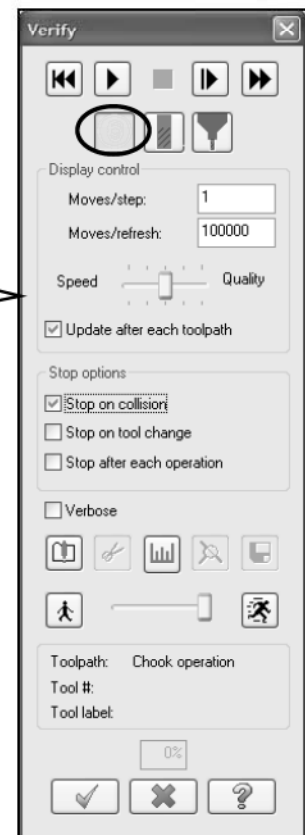 Verify
Display control
Moves/step: 1
Moves/refresh: 100000
Speed Quality
Update after each toolpath
Stop options
Stop on collision
Stop on tool change
Stop after each operation
Verbose
Toolpath: Chook operation
Tool #:
Tool label:
0%